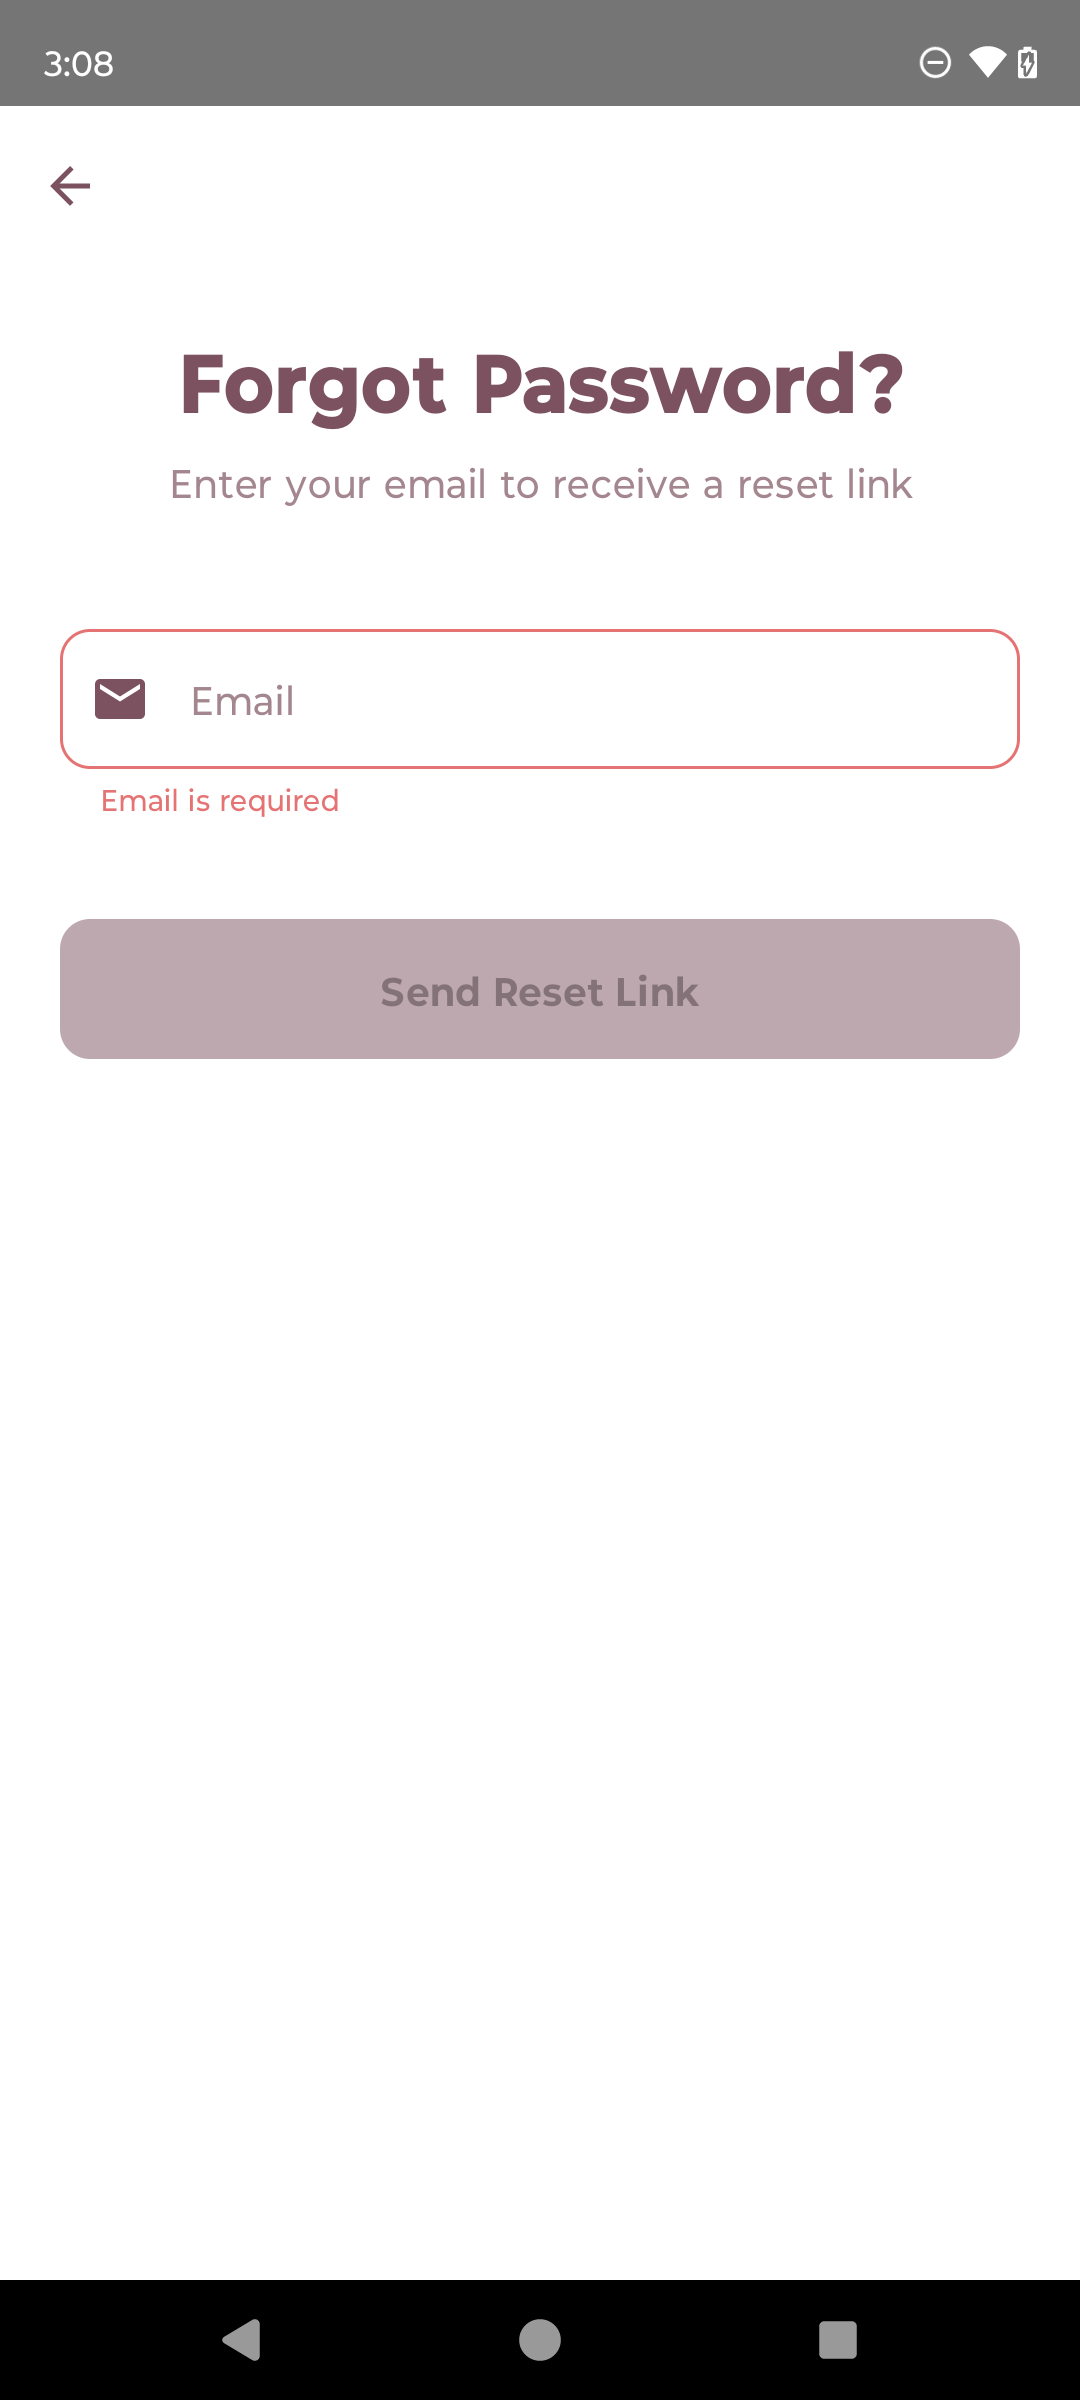 3:08
Forgot Password?
Enter your email to receive a reset link
Email
Email is required
Send Reset Link